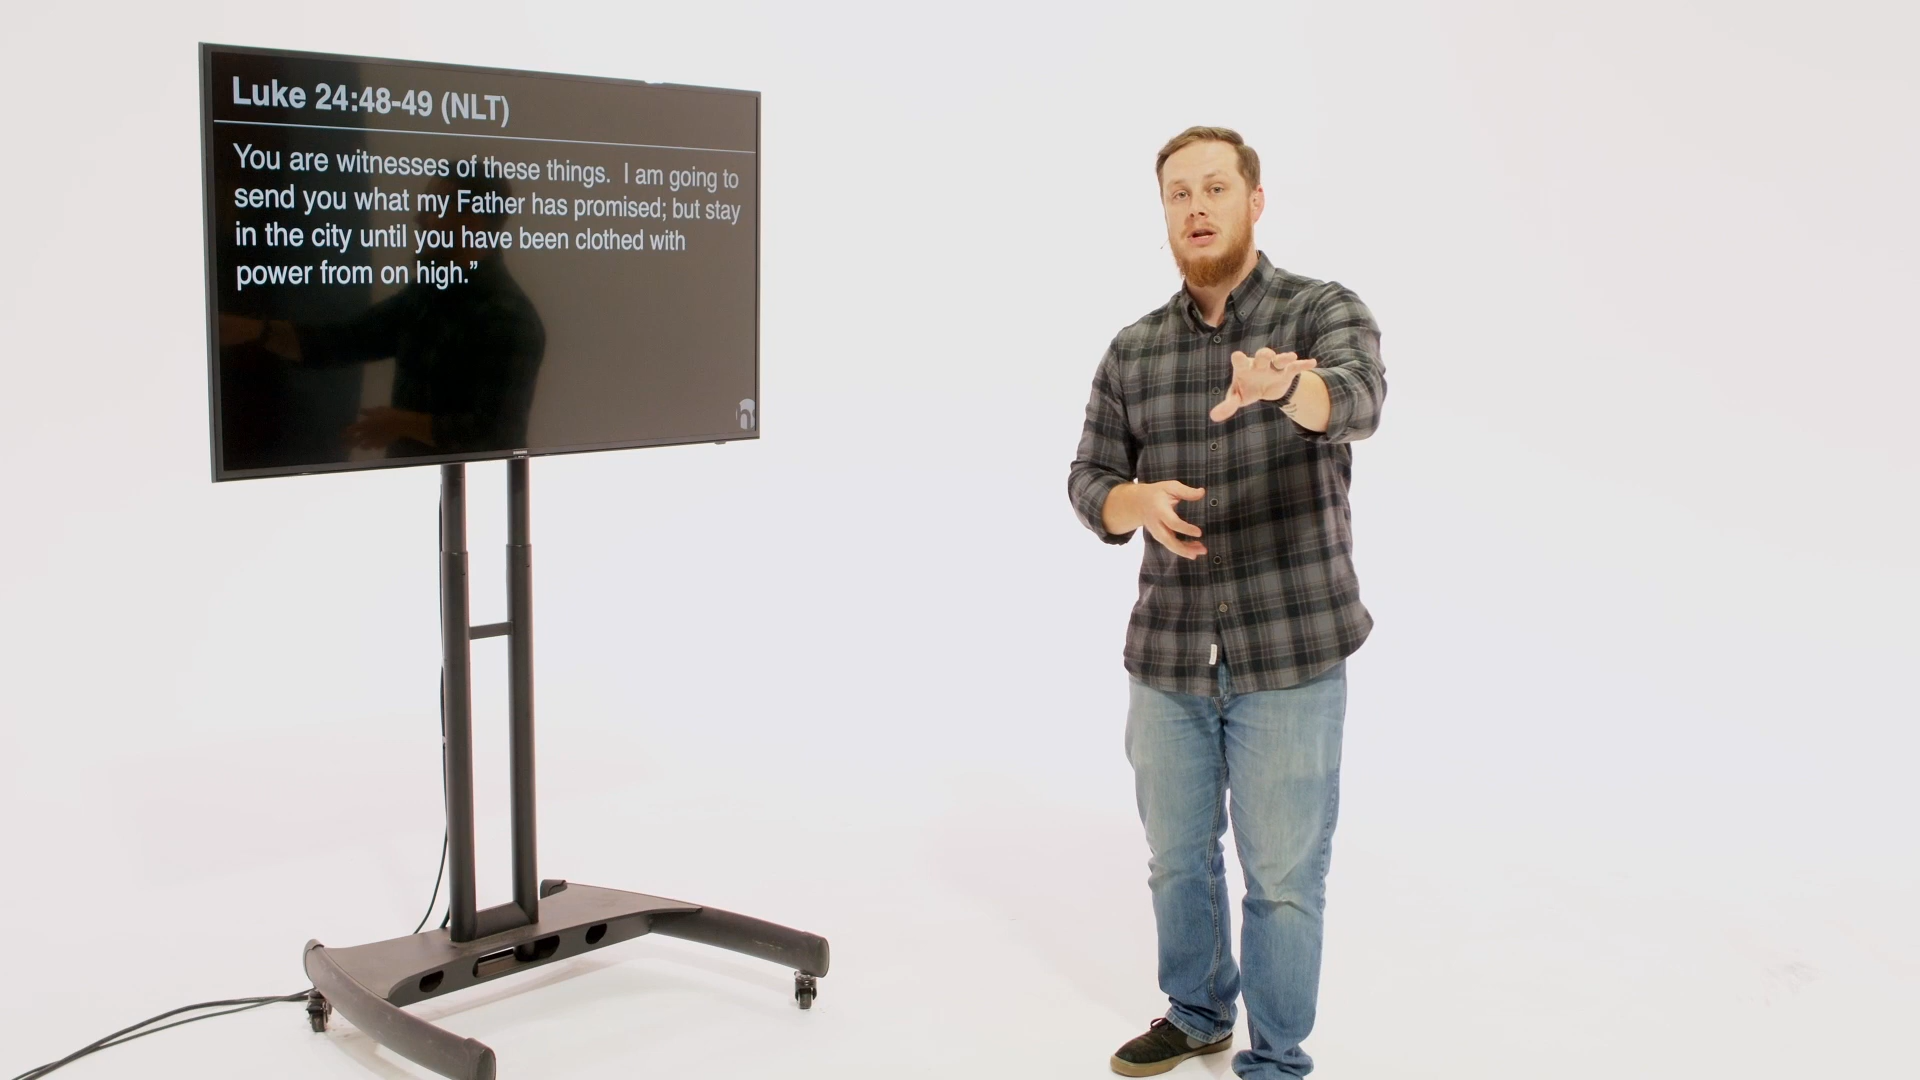 Luke 24:48-49 (NLT)
You are witnesses of these things.  I am going to
send you what my Father has promised; but stay
in the city until you have been clothed with
power from on high.”